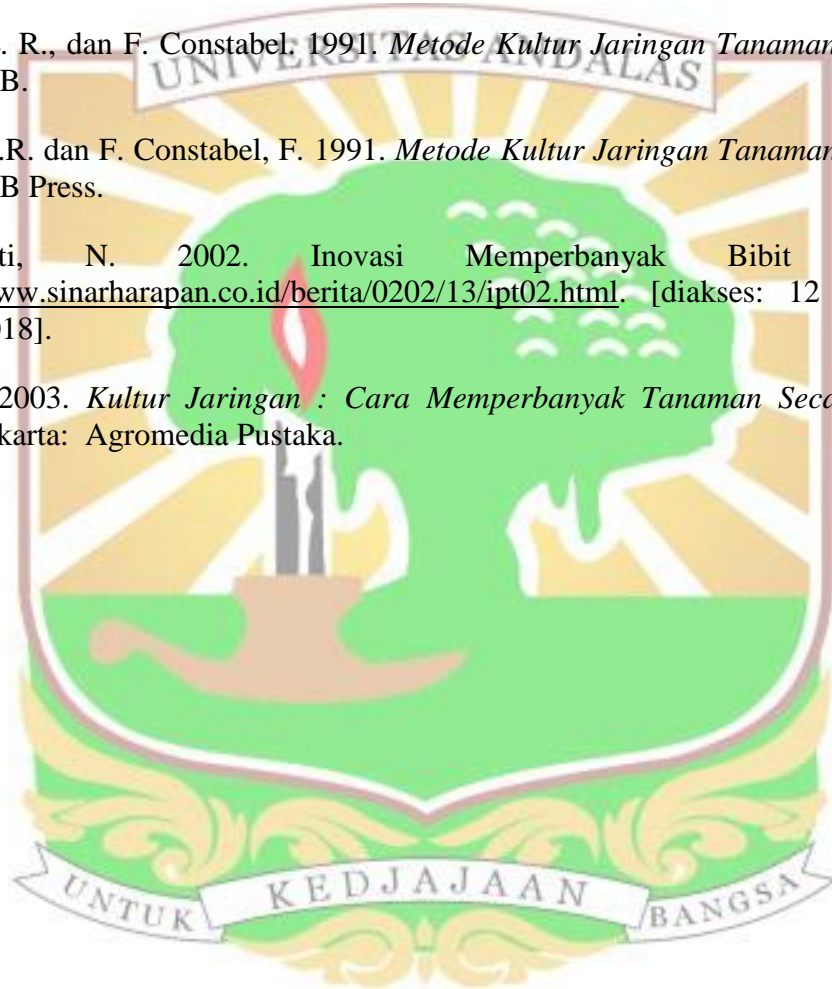 . R., dan F. Constabel. 1991. Metode Kultur Jaringan Tanaman
UNIVERSITAS ANDALAS
B.
.R. dan F. Constabel, F. 1991. Metode Kultur Jaringan Tanaman
B Press.
ti, N. 2002. Inovasi Memperbanyak Bibit
ww.sinarharapan.co.id/berita/0202/13/ipt02.html. [diakses: 12
018].
2003. Kultur Jaringan : Cara Memperbanyak Tanaman Seca
karta: Agromedia Pustaka.
UNTUK KEDJAJAAN BANGSA